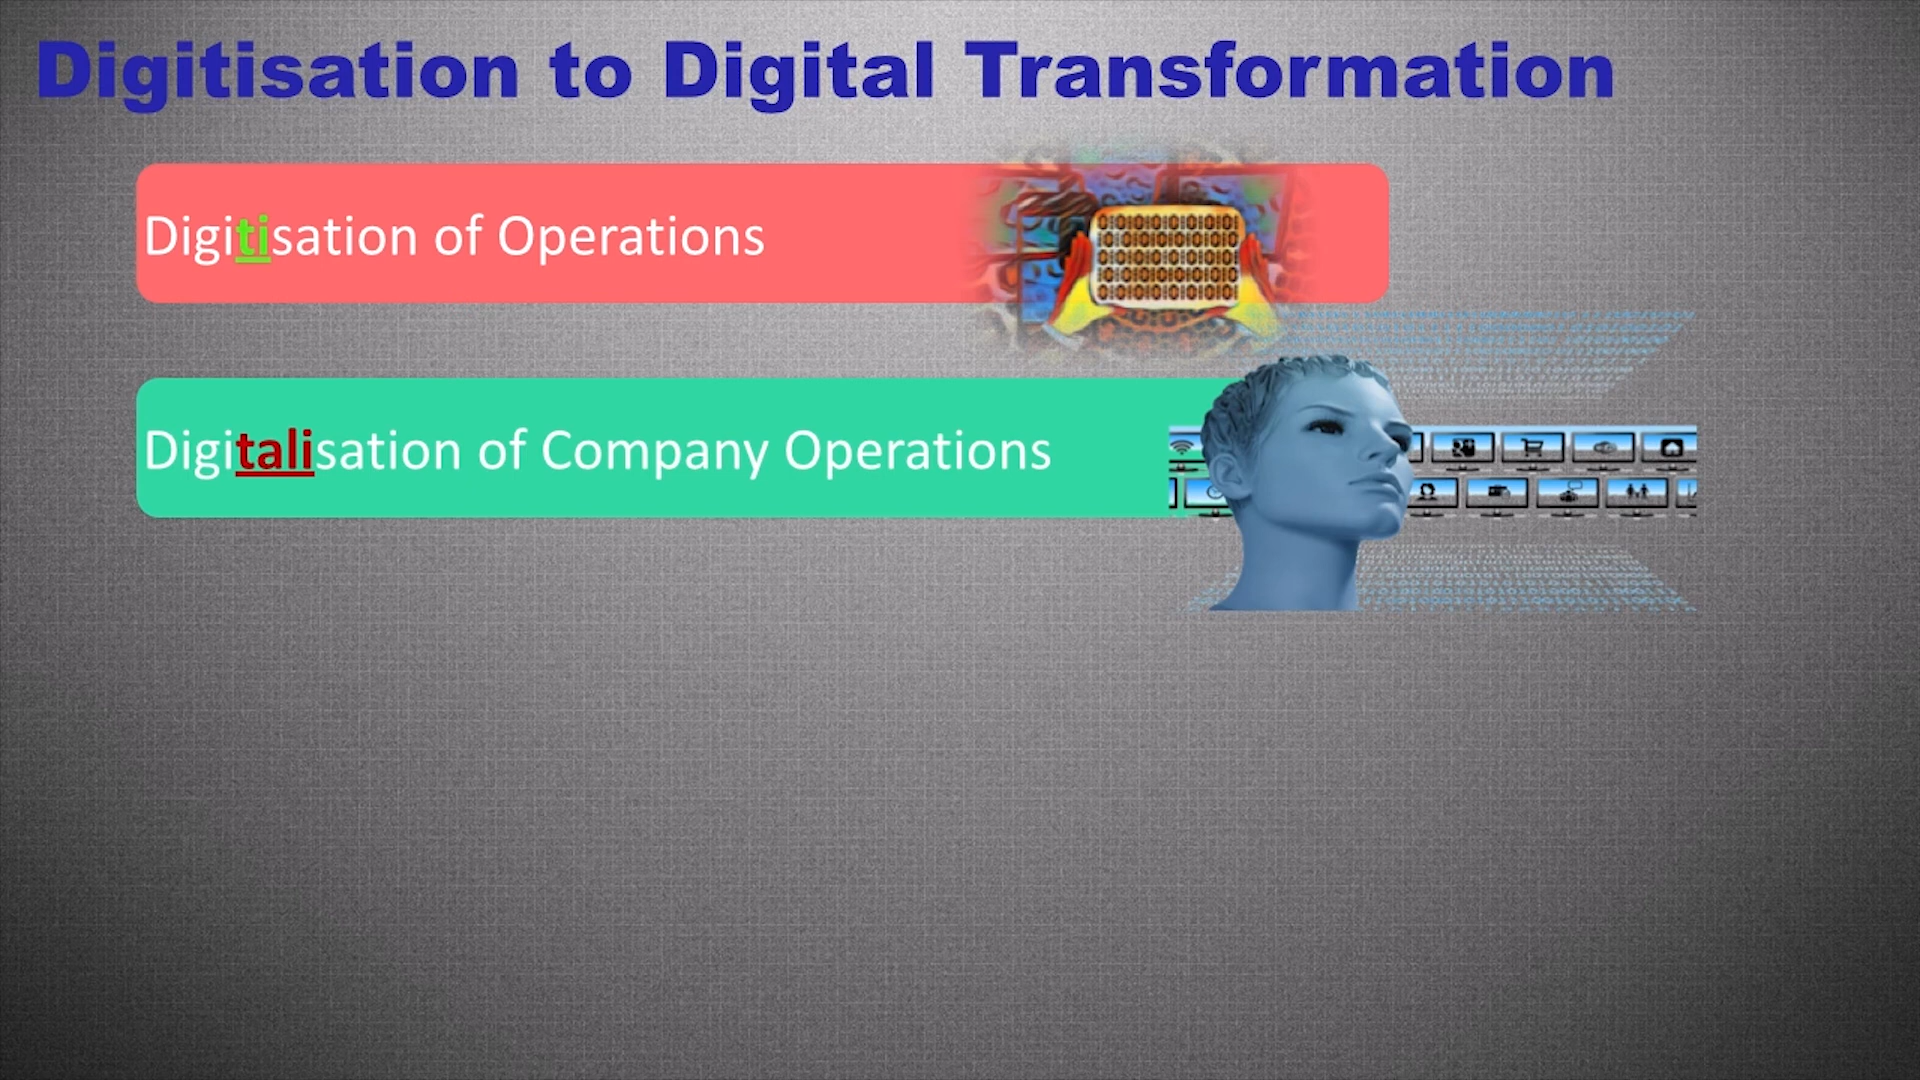 Digitisation to Digital Transformation
Digitisation of Operations
Digitalisation of Company Operations